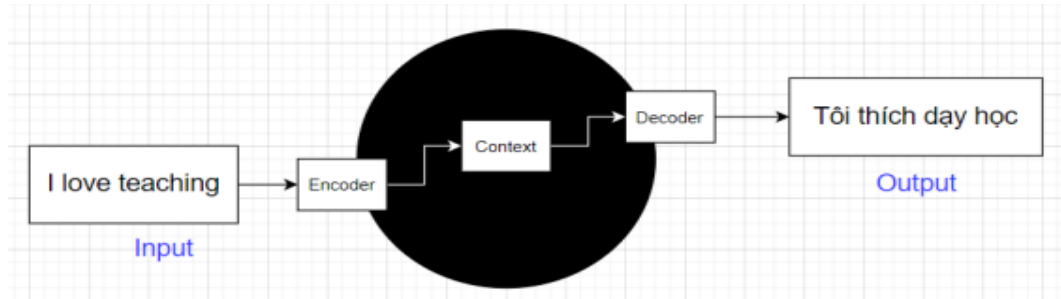 I love teaching
Input
Encoder
Context
Decoder
Tôi thích dạy học
Output